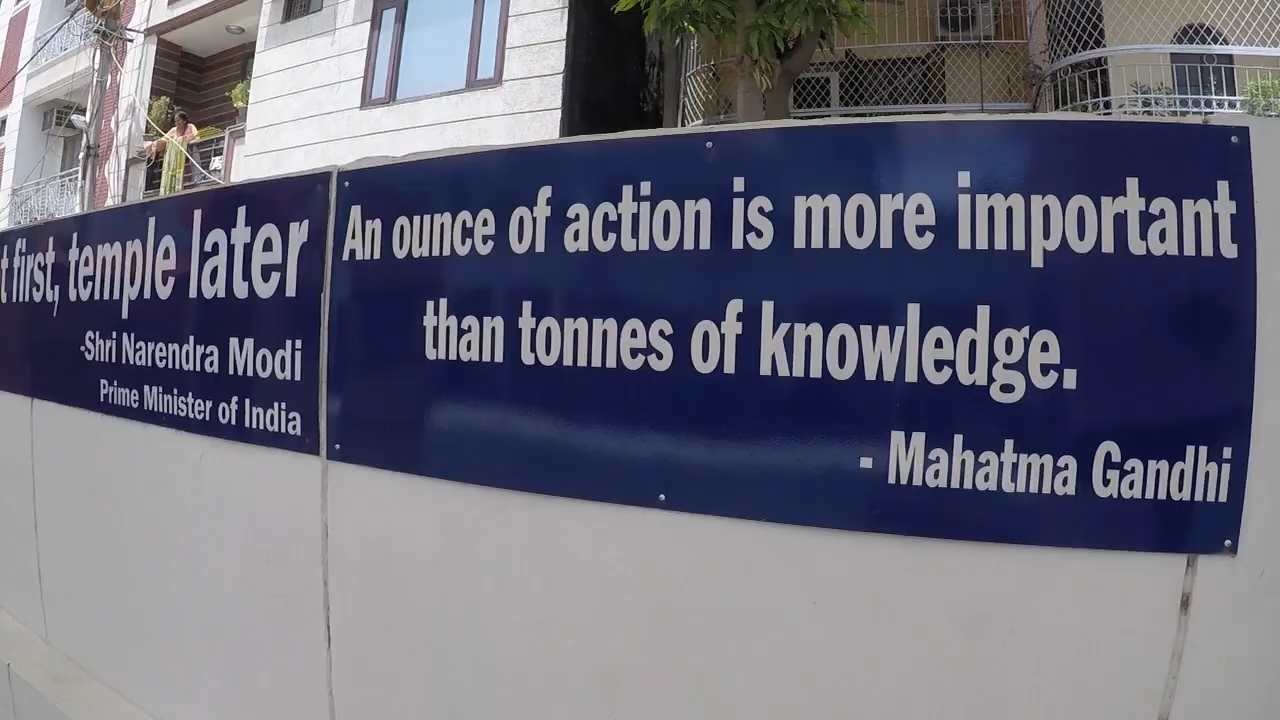 t first, temple later
-Shri Narendra Modi
Prime Minister of India
An ounce of action is more important
than tonnes of knowledge.
- Mahatma Gandhi